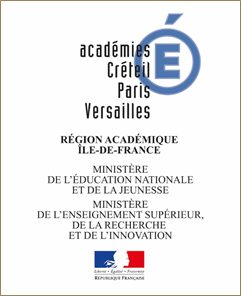 académies
Créteil
Paris
Versailles
É
RÉGION ACADÉMIQUE
ÎLE-DE-FRANCE
MINISTÈRE
DE L'ÉDUCATION NATIONALE
ET DE LA JEUNESSE
MINISTÈRE
DE L'ENSEIGNEMENT SUPÉRIEUR,
DE LA RECHERCHE
ET DE L'INNOVATION
Liberté • Égalité • Fraternité
RÉPUBLIQUE FRANÇAISE